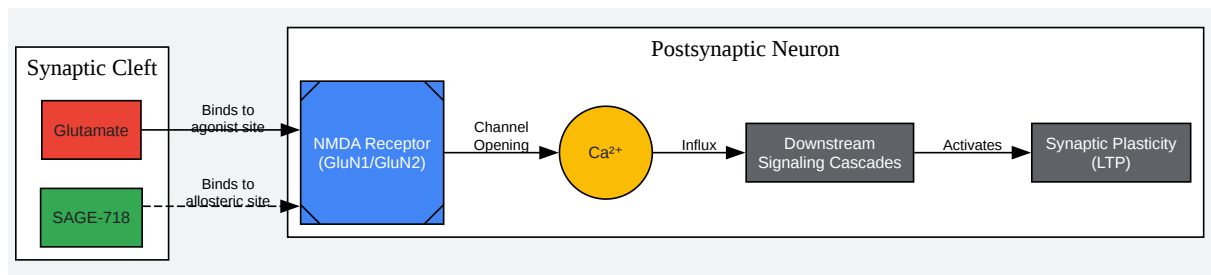 Synaptic Cleft
Glutamate
SAGE-718
Binds to
agonist site
Binds to
allosteric site
Postsynaptic Neuron
NMDA Receptor
(GluN1/GluN2)
Channel
Opening
Ca²⁺
Influx
Downstream
Signaling Cascades
Activates
Synaptic Plasticity
(LTP)